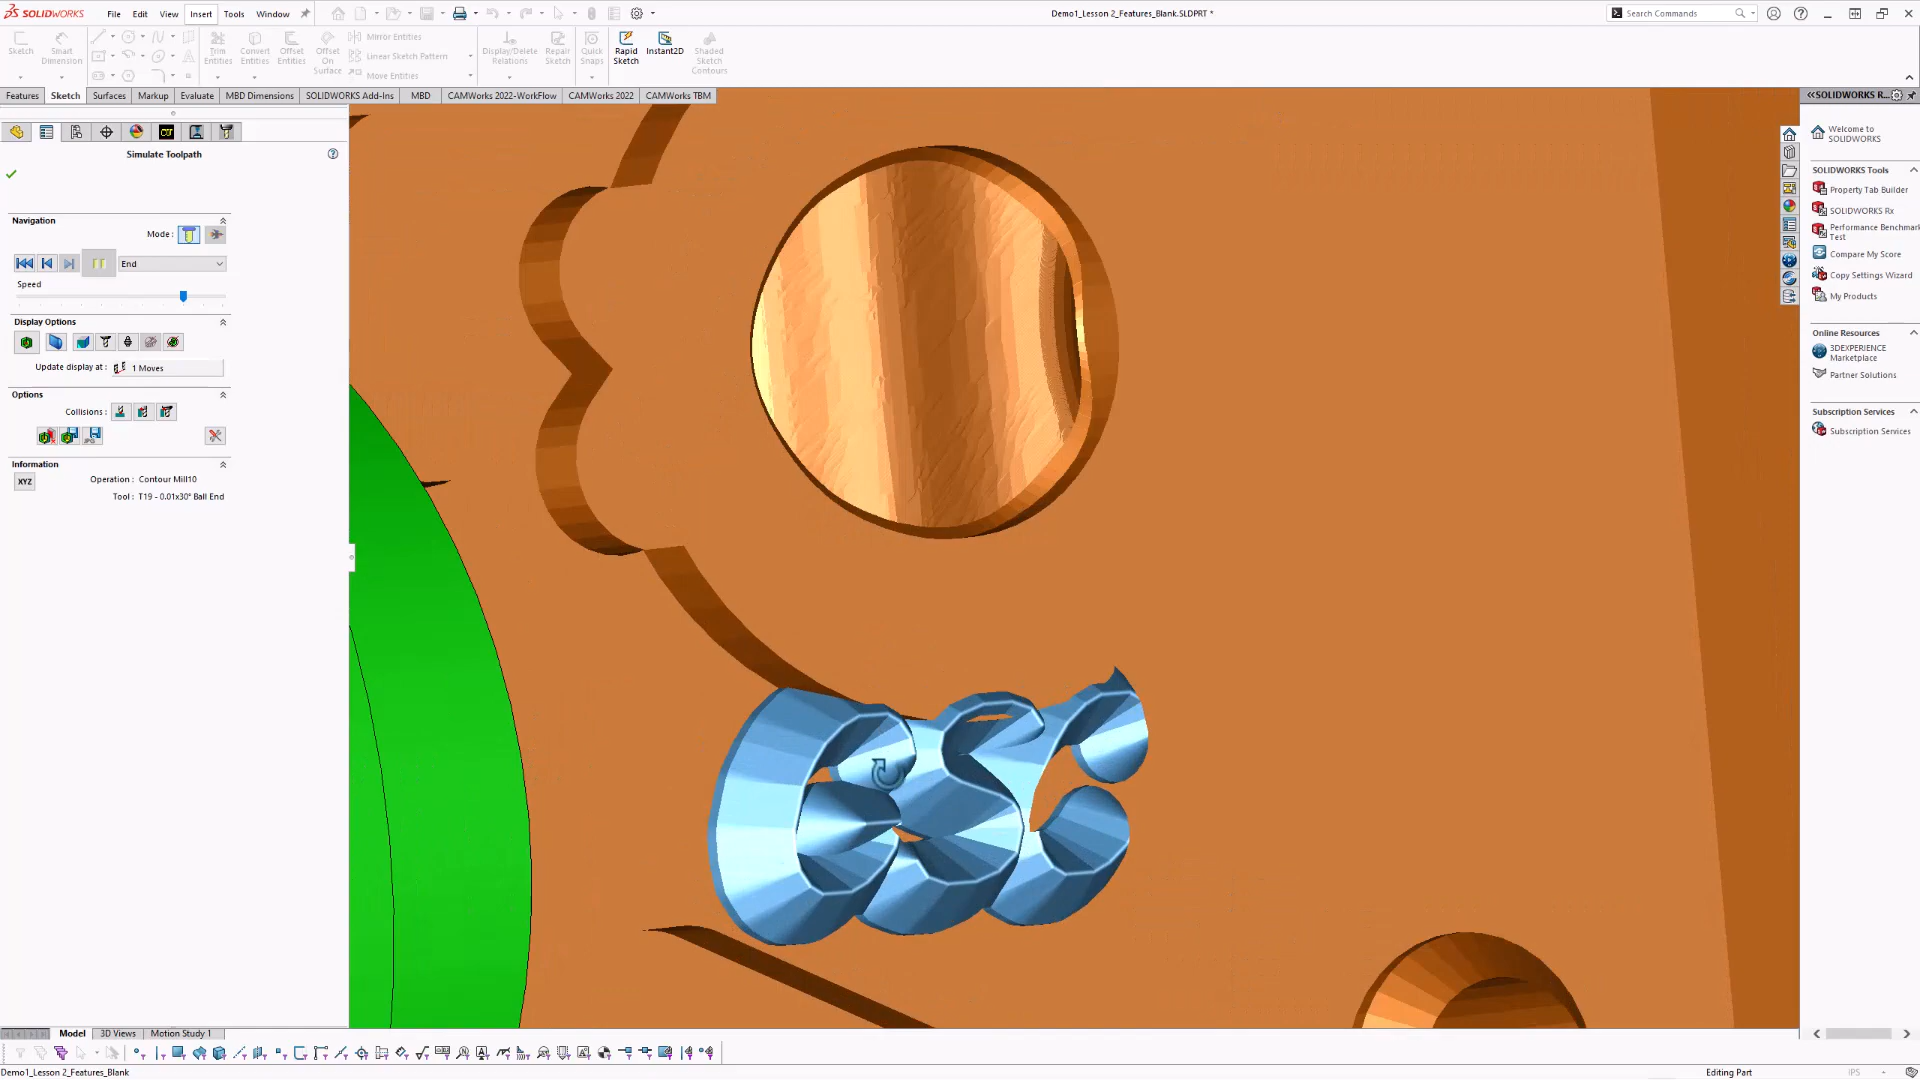 SOLIDWORKS File Edit View Insert Tools Window Demo1_Lesson 2_Features_Blank.SLDPRT * Search Commands
Sketch Smart Dimension Trim Entities Convert Entities Offset Entities Offset On Surface Mirror Entities Linear Sketch Pattern Move Entities Display/Delete Relations Repair Sketch Quick Snaps Rapid Sketch Instant2D Shaded Sketch Contours
Features Sketch Surfaces Markup Evaluate MBD Dimensions SOLIDWORKS Add-Ins MBD CAMWorks 2022-WorkFlow CAMWorks 2022 CAMWorks TBM
Simulate Toolpath
Navigation
Mode :
End
Speed
Display Options
Update display at : 1 Moves
Options
Collisions :
Information
XYZ
Operation : Contour Mill10
Tool : T19 - 0.01x30° Ball End
SOLIDWORKS R...
Welcome to
SOLIDWORKS
SOLIDWORKS Tools
Property Tab Builder
SOLIDWORKS Rx
Performance Benchmark
Test
Compare My Score
Copy Settings Wizard
My Products
Online Resources
3DEXPERIENCE
Marketplace
Partner Solutions
Subscription Services
Subscription Services
Model 3D Views Motion Study 1
Demo1_Lesson 2_Features_Blank Editing Part IPS